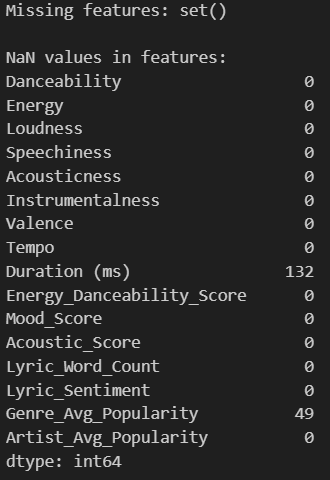 Missing features: set()
NaN values in features:
Danceability 0
Energy 0
Loudness 0
Speechiness 0
Acousticness 0
Instrumentalness 0
Valence 0
Tempo 0
Duration (ms) 132
Energy_Danceability_Score 0
Mood_Score 0
Acoustic_Score 0
Lyric_Word_Count 0
Lyric_Sentiment 0
Genre_Avg_Popularity 49
Artist_Avg_Popularity 0
dtype: int64